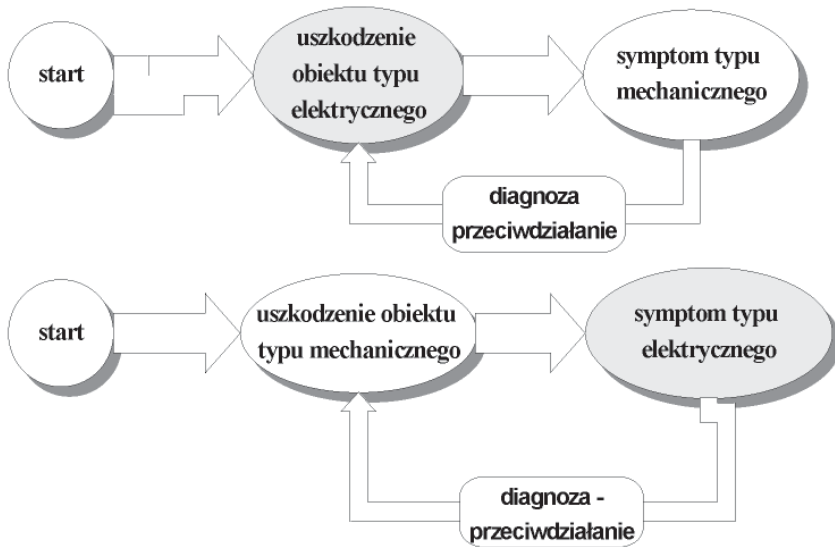 start
uszkodzenie
obiektu typu
elektrycznego
symptom typu
mechanicznego
diagnoza
przeciwdziałanie
start
uszkodzenie obiektu
typu mechanicznego
symptom typu
elektrycznego
diagnoza -
przeciwdziałanie